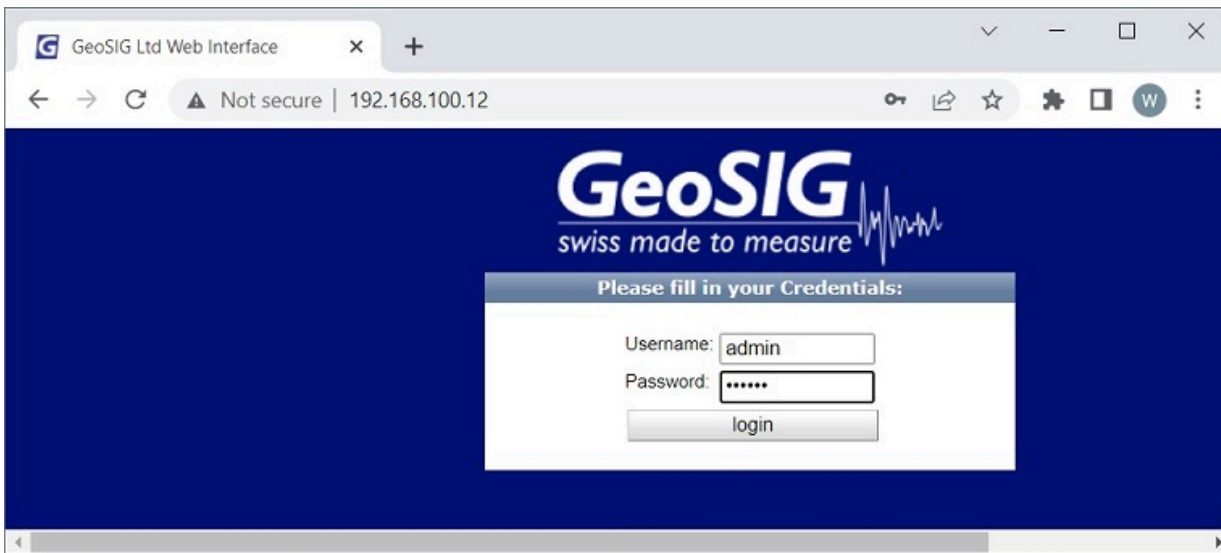 GeoSIG Ltd Web Interface
Not secure | 192.168.100.12
W
GeoSIG
swiss made to measure
Please fill in your Credentials:
Username: admin
Password: ••••••
login